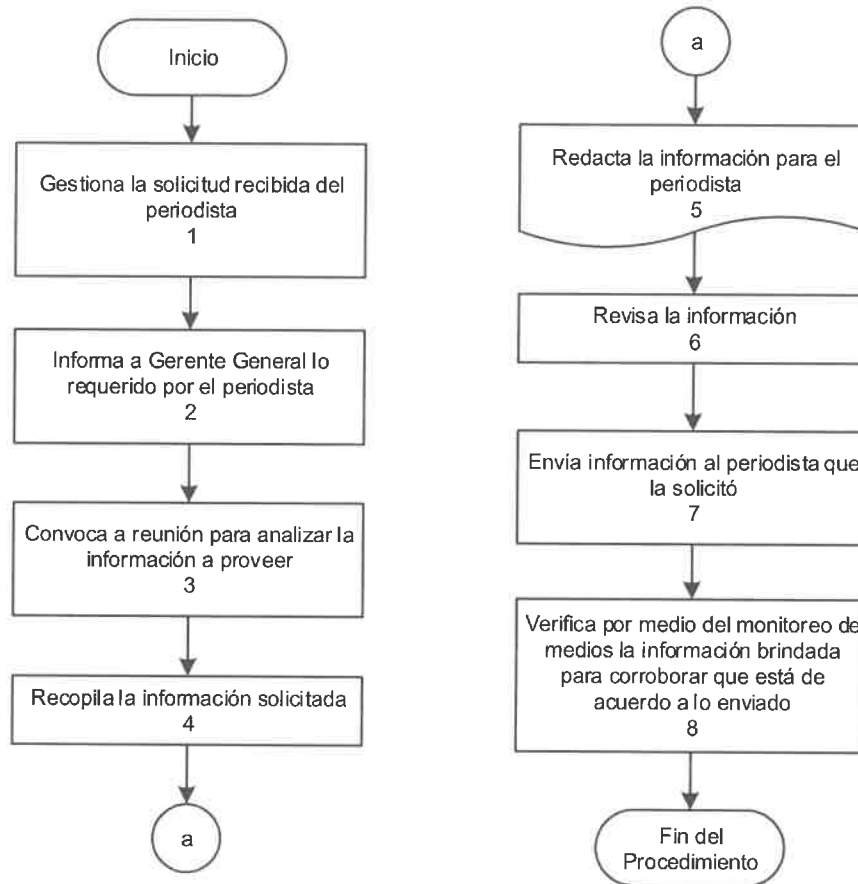 Inicio
Gestiona la solicitud recibida del
periodista
1
Informa a Gerente General lo
requerido por el periodista
2
Convoca a reunión para analizar la
información a proveer
3
Recopila la información solicitada
4
a
a
Redacta la información para el
periodista
5
Revisa la información
6
Envía información al periodista que
la solicitó
7
Verifica por medio del monitoreo de
medios la información brindada
para corroborar que está de
acuerdo a lo enviado
8
Fin del
Procedimiento